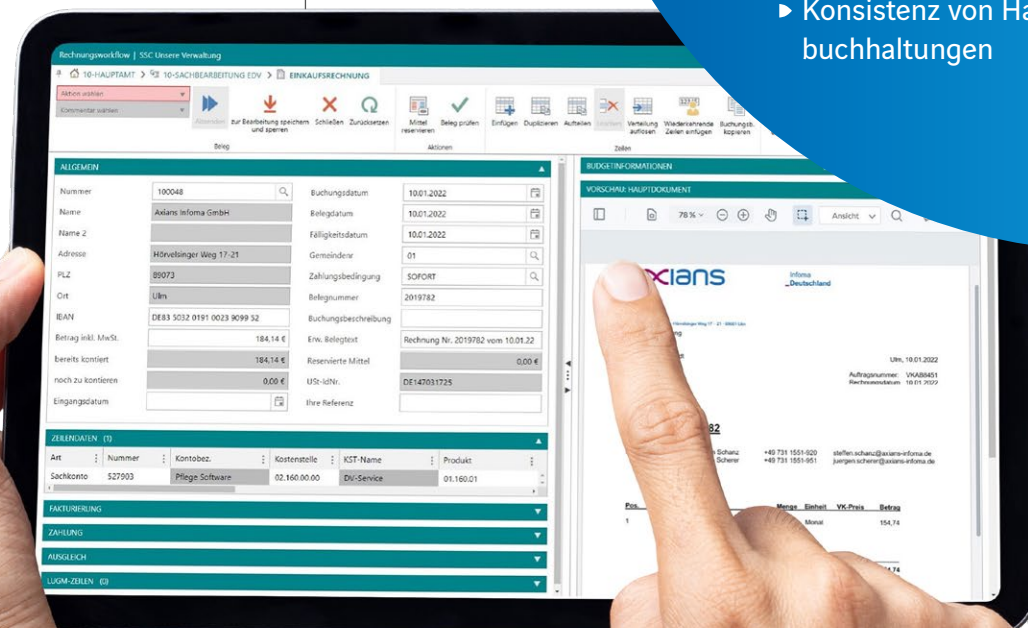 ▸ Konsistenz von Ha
buchhaltungen
Rechnungsworkflow | SSC Unsere Verwaltung
10-HAUPTAMT > 10-SACHBEARBEITUNG EDV > EINKAUFSRECHNUNG
Aktion wählen
Kommentar wählen
Absenden
zur Bearbeitung speichern und sperren
Schließen
Zurücksetzen
Mittel reservieren
Beleg prüfen
Einfügen
Duplizieren
Aufteilen
Löschen
Verteilung auflösen
Wiederkehrende Zeilen einfügen
Buchungsb. kopieren
Beleg
Aktionen
Zeilen
ALLGEMEIN
Nummer 100048
Name Axians Infoma GmbH
Name 2
Adresse Hörvelsinger Weg 17-21
PLZ 89073
Ort Ulm
IBAN DE83 5032 0191 0023 9099 52
Betrag inkl. MwSt. 184,14 €
bereits kontiert 184,14 €
noch zu kontieren 0,00 €
Eingangsdatum
Buchungsdatum 10.01.2022
Belegdatum 10.01.2022
Fälligkeitsdatum 10.01.2022
Gemeindenr 01
Zahlungsbedingung SOFORT
Belegnummer 2019782
Buchungsbeschreibung
Erw. Belegtext Rechnung Nr. 2019782 vom 10.01.22
Reservierte Mittel 0,00 €
USt-IdNr. DE147031725
Ihre Referenz
ZEILENDATEN (1)
Art Nummer Kontobez. Kostenstelle KST-Name Produkt
Sachkonto 527903 Pflege Software 02.160.00.00 DV-Service 01.160.01
FAKTURIERUNG
ZAHLUNG
AUSGLEICH
LUGM-ZEILEN (0)
BUDGETINFORMATIONEN
VORSCHAU: HAUPTDOKUMENT
78 % Ansicht
xians
infoma
_Deutschland
Ulm, 10.01.2022
Auftragsnummer: VKAB8451
Rechnungsdatum 10.01.2022
82
Schanz +49 731 1551-920 steffen.schanz@axians-infoma.de
Scherer +49 731 1551-951 juergen.scherer@axians-infoma.de
Pos. Menge Einheit VK-Preis Betrag
1 Monat 154,74